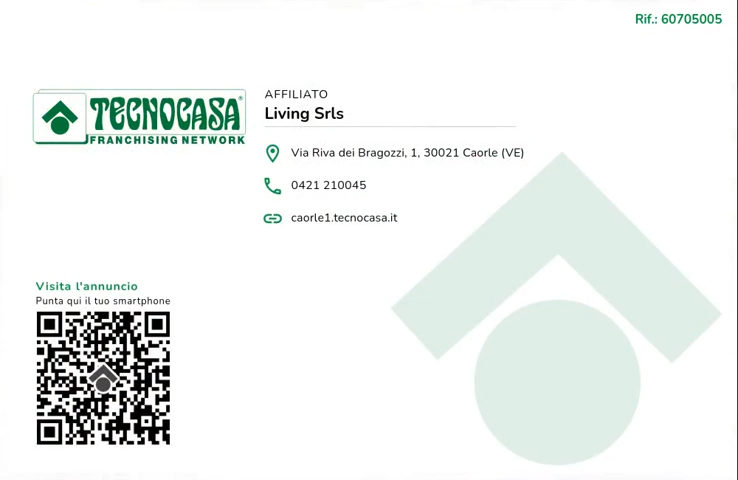 Rif.: 60705005
TECNOCASA®
FRANCHISING NETWORK
AFFILIATO
Living Srls
Via Riva dei Bragozzi, 1, 30021 Caorle (VE)
0421 210045
caorle1.tecnocasa.it
Visita l'annuncio
Punta qui il tuo smartphone